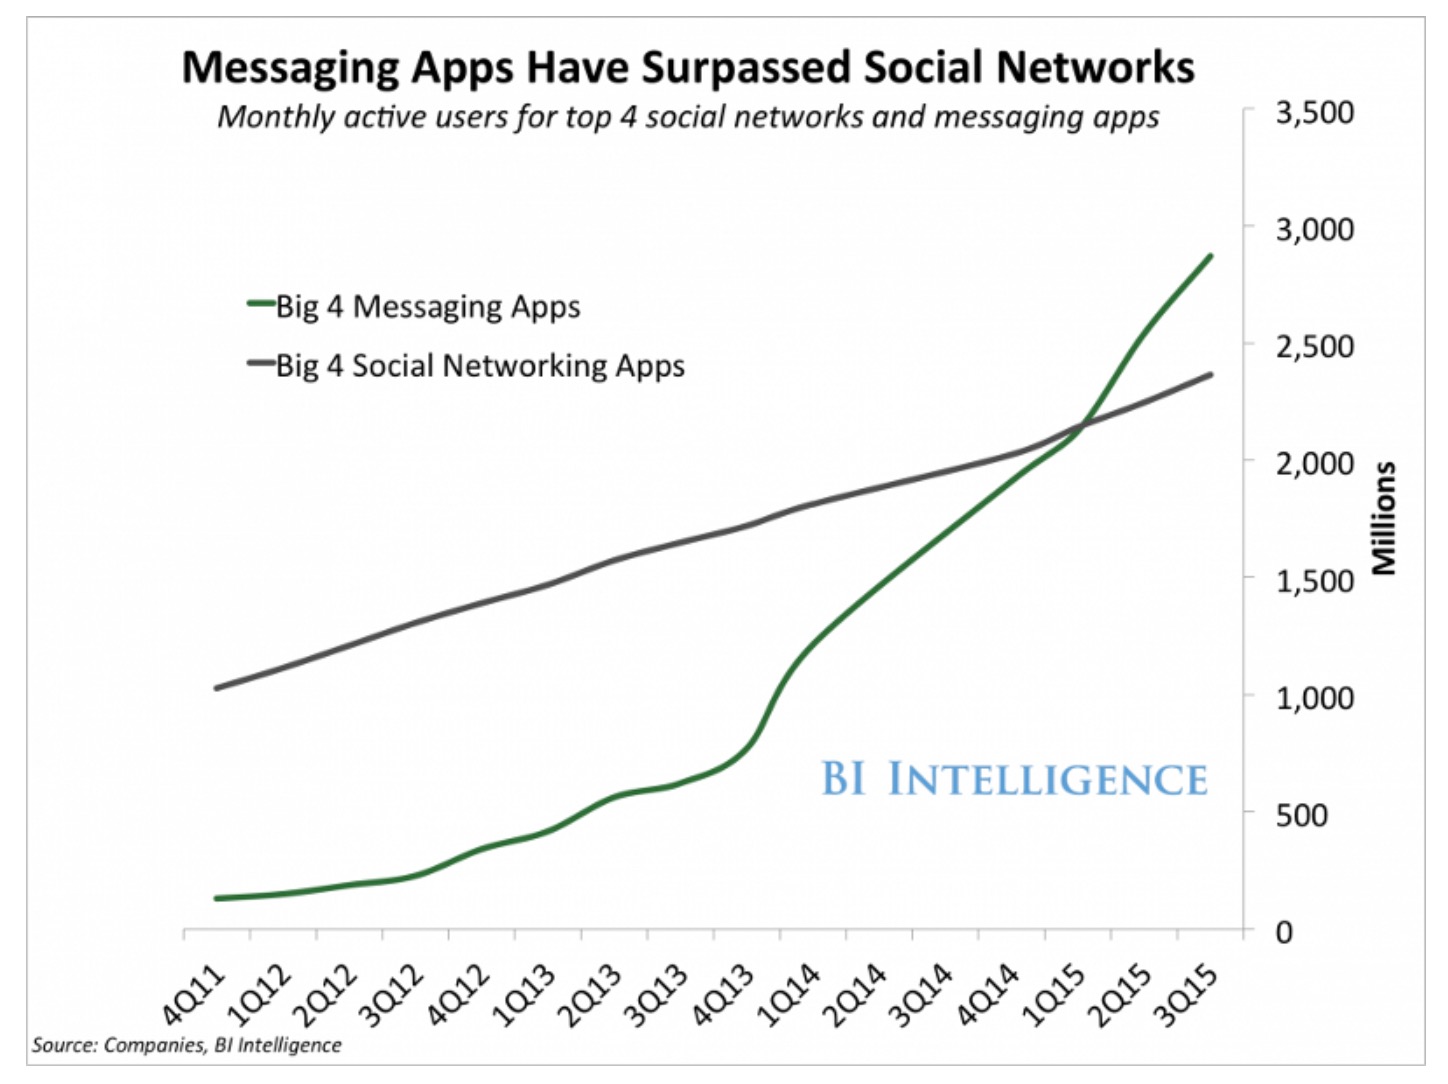 Messaging Apps Have Surpassed Social Networks
Monthly active users for top 4 social networks and messaging apps
3,500
3,000
Big 4 Messaging Apps
2,500
Big 4 Social Networking Apps
2,000
Millions
1,500
1,000
BI INTELLIGENCE
500
0
4Q11 1Q12 2Q12 3Q12 4Q12 1Q13 2Q13 3Q13 4Q13 1Q14 2Q14 3Q14 4Q14 1Q15 2Q15 3Q15
Source: Companies, BI Intelligence